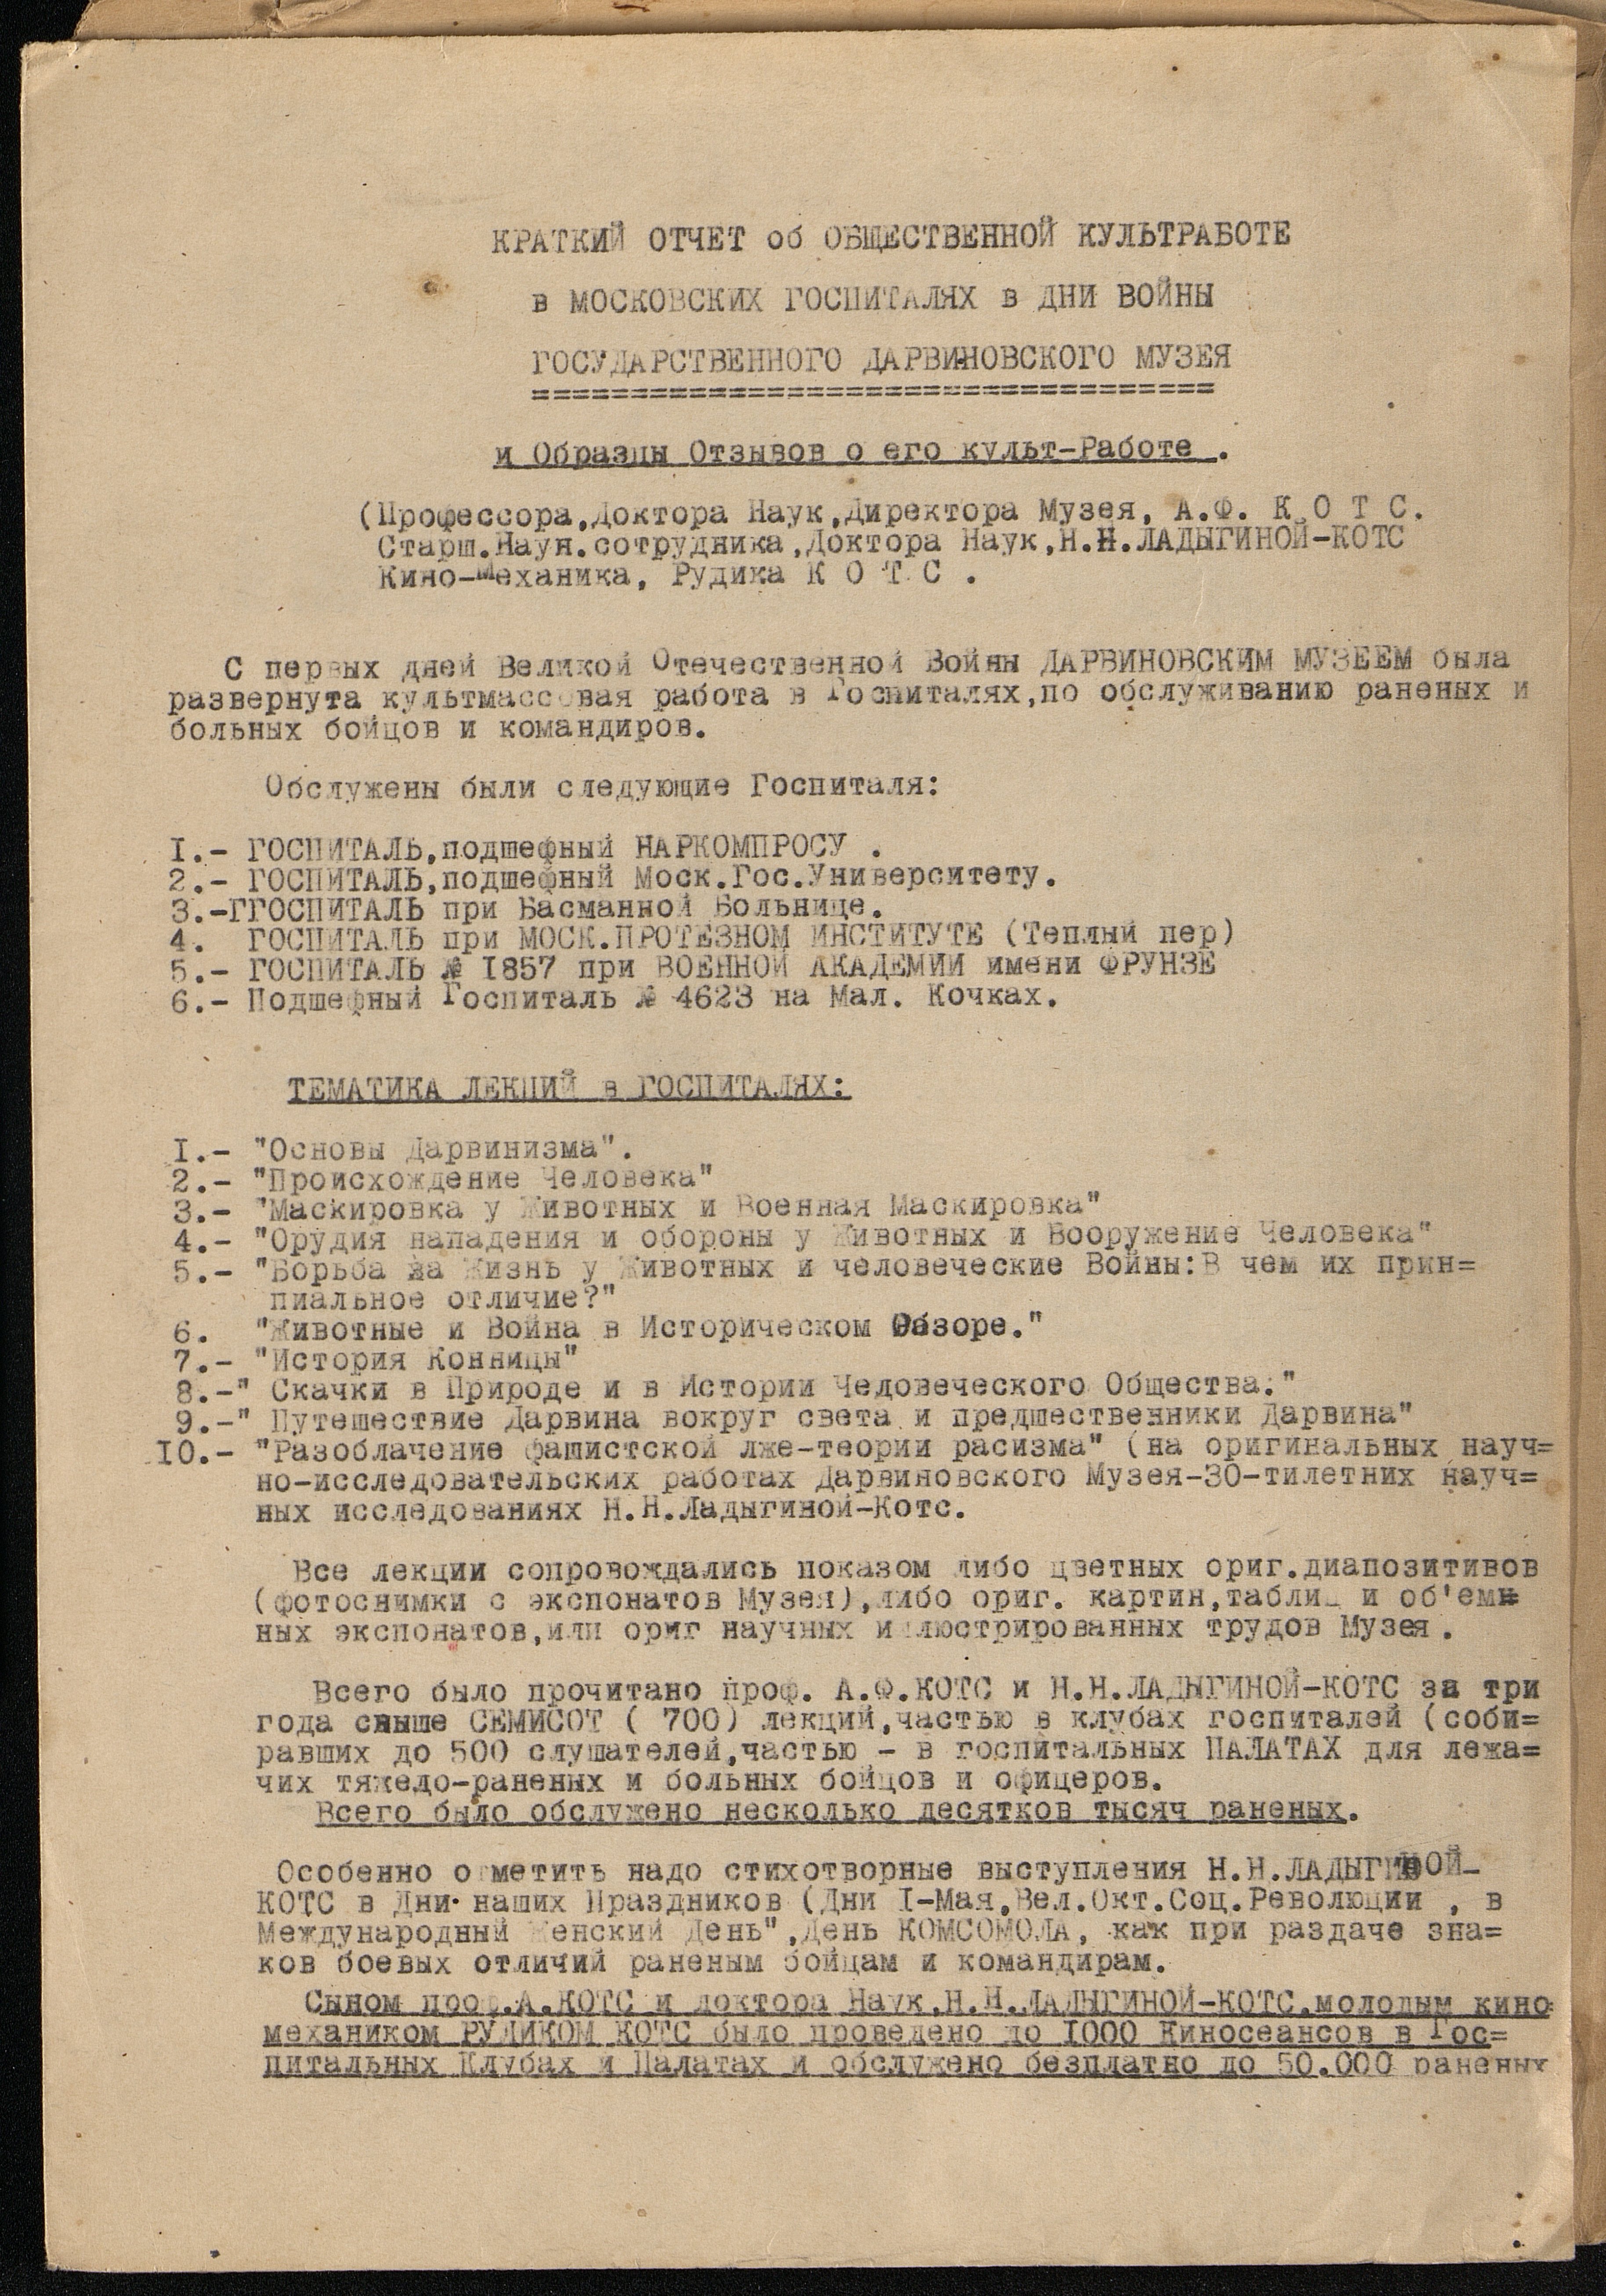 КРАТКИЙ ОТЧЕТ об ОБЩЕСТВЕННОЙ КУЛЬТРАБОТЕ
в МОСКОВСКИХ ГОСПИТАЛЯХ в ДНИ ВОЙНЫ
ГОСУДАРСТВЕННОГО ДАРВИНОВСКОГО МУЗЕЯ
===================================
и Образцы Отзывов о его культ-Работе .
(Профессора,Доктора Наук,Директора Музея, А.Ф. К О Т С.
Старш.Наун.сотрудника,Доктора Наук,Н.Н.ЛАДЫГИНОЙ-КОТС
Кино-Механика, Рудика К О Т С .
С первых дней Великой Отечественной Войны ДАРВИНОВСКИМ МУЗЕЕМ была
развернута культмассовая работа в Госпиталях,по обслуживанию раненых и
больных бойцов и командиров.
Обслужены были следующие Госпиталя:
I.- ГОСПИТАЛЬ,подшефный НАРКОМПРОСУ .
2.- ГОСПИТАЛЬ,подшефный Моск.Гос.Университету.
3.-ГГОСПИТАЛЬ при Басманной Больнице.
4. ГОСПИТАЛЬ при МОСК.ПРОТЕЗНОМ ИНСТИТУТЕ (Теплый пер)
5.- ГОСПИТАЛЬ № I857 при ВОЕННОЙ АКАДЕМИИ имени ФРУНЗЕ
6.- Подшефный Госпиталь № 4623 на Мал. Кочках.
ТЕМАТИКА ЛЕКЦИЙ в ГОСПИТАЛЯХ:
I.- "Основы Дарвинизма".
2.- "Происхождение Человека"
3.- "Маскировка у Животных и Военная Маскировка"
4.- "Орудия нападения и обороны у Животных и Вооружение Человека"
5.- "Борьба за Жизнь у Животных и человеческие Войны:В чем их прин=
пиальное отличие?"
6. "Животные и Война в Историческом Обзоре."
7.- "История Конницы"
8.-" Скачки в Природе и в Истории Чедовеческого Общества."
9.-" Путешествие Дарвина вокруг света и предшественники Дарвина"
IO.- "Разоблачение фашистской лже-теории расизма" (на оригинальных науч=
но-исследовательских работах Дарвиновского Музея-30-тилетних науч=
ных исследованиях Н.Н.Ладыгиной-Котс.
Все лекции сопровождались показом либо цветных ориг.диапозитивов
(фотоснимки с экспонатов Музея),либо ориг. картин,таблиц и об'емн
ных экспонатов,или ориг научных иллюстрированных трудов Музея.
Всего было прочитано проф. А.Ф.КОТС и Н.Н.ЛАДЫГИНОЙ-КОТС за три
года свыше СЕМИСОТ ( 700) лекций,частью в клубах госпиталей (соби=
равших до 500 слушателей,частью - в госпитальных ПАЛАТАХ для лежа=
чих тяжедо-раненых и больных бойцов и офицеров.
Всего было обслужено несколько десятков тысяч раненых.
Особенно отметить надо стихотворные выступления Н.Н.ЛАДЫГИНОЙ-
КОТС в Дни наших Праздников (Дни I-Мая,Вел.Окт.Соц.Революции , в
Международный Женский День",День КОМСОМОЛА, как при раздаче зна=
ков боевых отличий раненым бойцам и командирам.
Сыном проф.А.КОТС и доктора Наук,Н.Н.ЛАДЫГИНОЙ-КОТС,молодым кино=
механиком РУДИКОМ КОТС было проведено до I000 Киносеансов в Гос=
питальных Клубах и Палатах и обслужено безплатно до 50.000 раненых